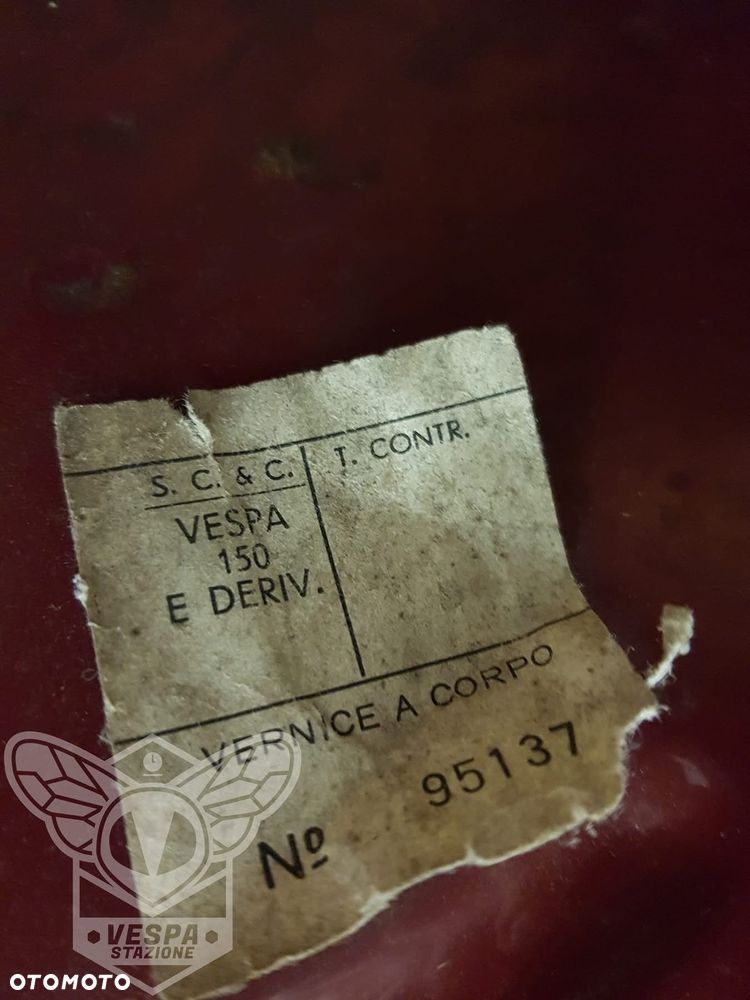 S. C. & C.
T. CONTR.
VESPA
150
E DERIV.
VERNICE A CORPO
Nº 95137
VESPA
STAZIONE
OTOMOTO